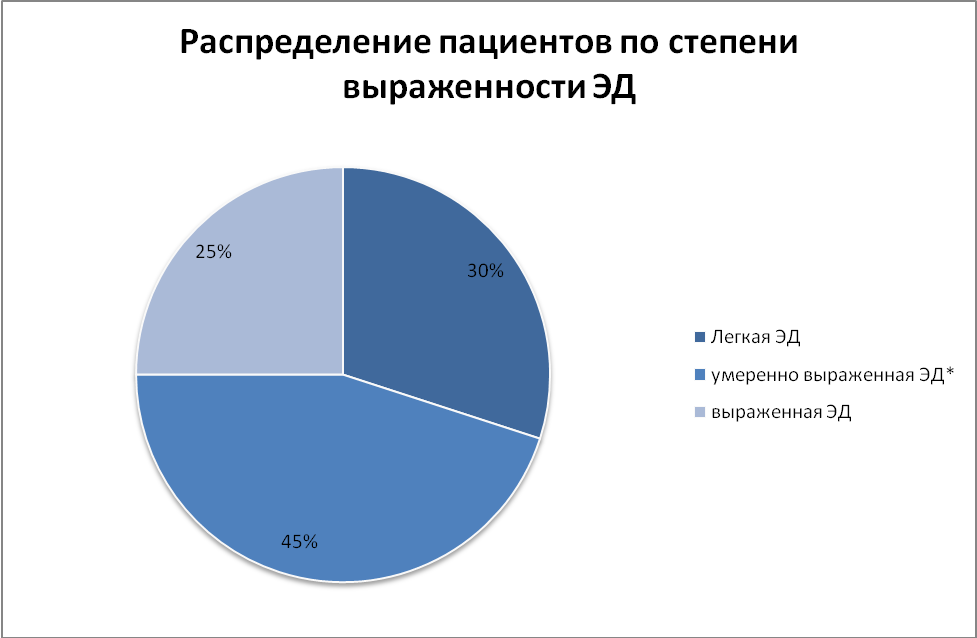 Распределение пациентов по степени
выраженности ЭД
25%
30%
45%
Легкая ЭД
умеренно выраженная ЭД*
выраженная ЭД